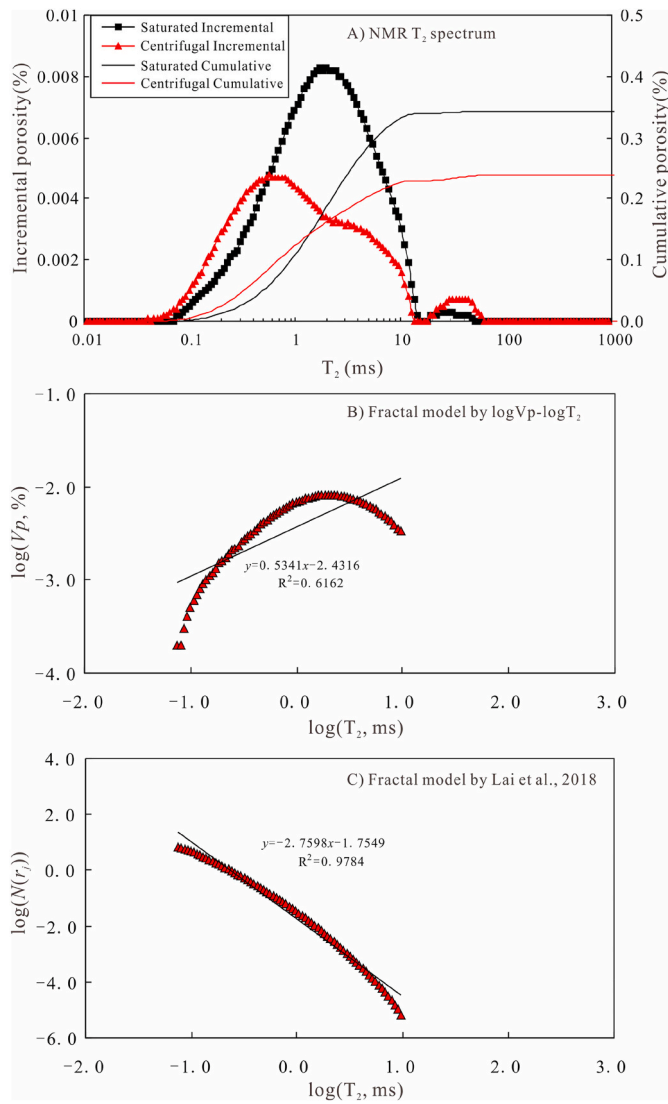 Saturated Incremental
Centrifugal Incremental
Saturated Cumulative
Centrifugal Cumulative
A) NMR T₂ spectrum
Incremental porosity(%)
0.01
0.008
0.006
0.004
0.002
0
0.5
0.4
0.3
0.2
0.1
0.0
Cumulative porosity(%)
0.01 0.1 1 10 100 1000
T₂ (ms)
B) Fractal model by logVp-logT₂
log(Vp, %)
−1.0
−2.0
−3.0
−4.0
y=0.5341x−2.4316
R²=0.6162
−2.0 −1.0 0.0 1.0 2.0 3.0
log(T₂, ms)
C) Fractal model by Lai et al., 2018
log(N(rⱼ))
4.0
2.0
0.0
−2.0
−4.0
−6.0
y=−2.7598x−1.7549
R²=0.9784
−2.0 −1.0 0.0 1.0 2.0 3.0
log(T₂, ms)